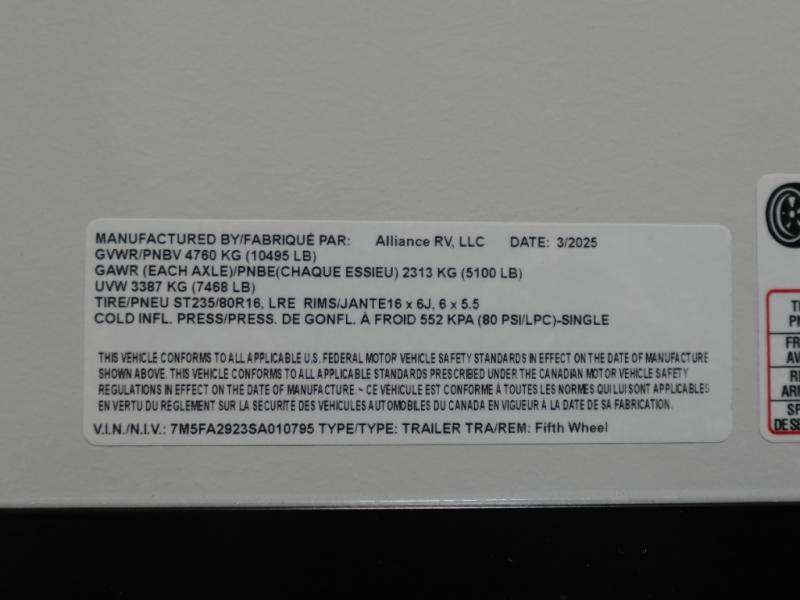 MANUFACTURED BY/FABRIQUÉ PAR: Alliance RV, LLC DATE: 3/2025
GVWR/PNBV 4760 KG (10495 LB)
GAWR (EACH AXLE)/PNBE(CHAQUE ESSIEU) 2313 KG (5100 LB)
UVW 3387 KG (7468 LB)
TIRE/PNEU ST235/80R16, LRE RIMS/JANTE16 x 6J, 6 x 5.5
COLD INFL. PRESS/PRESS. DE GONFL. À FROID 552 KPA (80 PSI/LPC)-SINGLE
THIS VEHICLE CONFORMS TO ALL APPLICABLE U.S. FEDERAL MOTOR VEHICLE SAFETY STANDARDS IN EFFECT ON THE DATE OF MANUFACTURE
SHOWN ABOVE. THIS VEHICLE CONFORMS TO ALL APPLICABLE STANDARDS PRESCRIBED UNDER THE CANADIAN MOTOR VEHICLE SAFETY
REGULATIONS IN EFFECT ON THE DATE OF MANUFACTURE. ~ CE VÉHICULE EST CONFORME À TOUTES LES NORMES QUI LUI SONT APPLICABLES
EN VERTU DU RÉGLEMENT SUR LA SÉCURITÉ DES VÉHICULES AUTOMOBILES DU CANADA EN VIGUEUR À LA DATE DE SA FABRICATION.
V.I.N./N.I.V.: 7M5FA2923SA010795 TYPE/TYPE: TRAILER TRA/REM: Fifth Wheel
DE